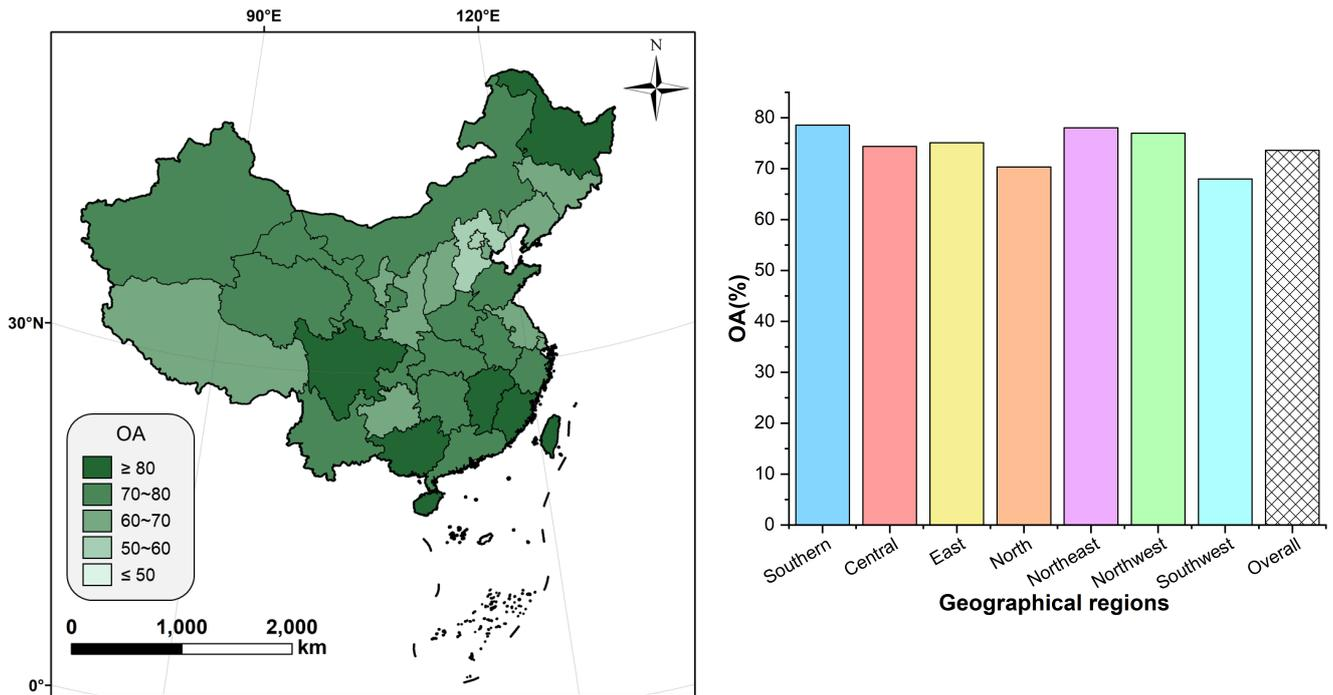 90°E
120°E
N
30°N
0°
OA
≥ 80
70~80
60~70
50~60
≤ 50
0 1,000 2,000
km
OA(%)
80
70
60
50
40
30
20
10
0
Southern
Central
East
North
Northeast
Northwest
Southwest
Overall
Geographical regions